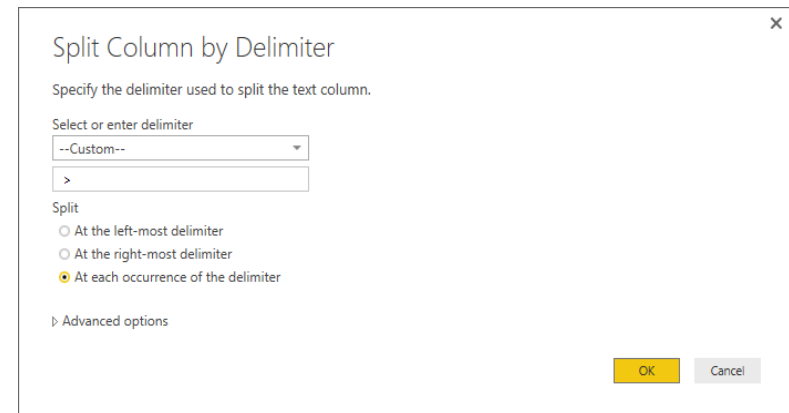 Split Column by Delimiter
Specify the delimiter used to split the text column.
Select or enter delimiter
--Custom--
>
Split
At the left-most delimiter
At the right-most delimiter
At each occurrence of the delimiter
Advanced options
OK Cancel